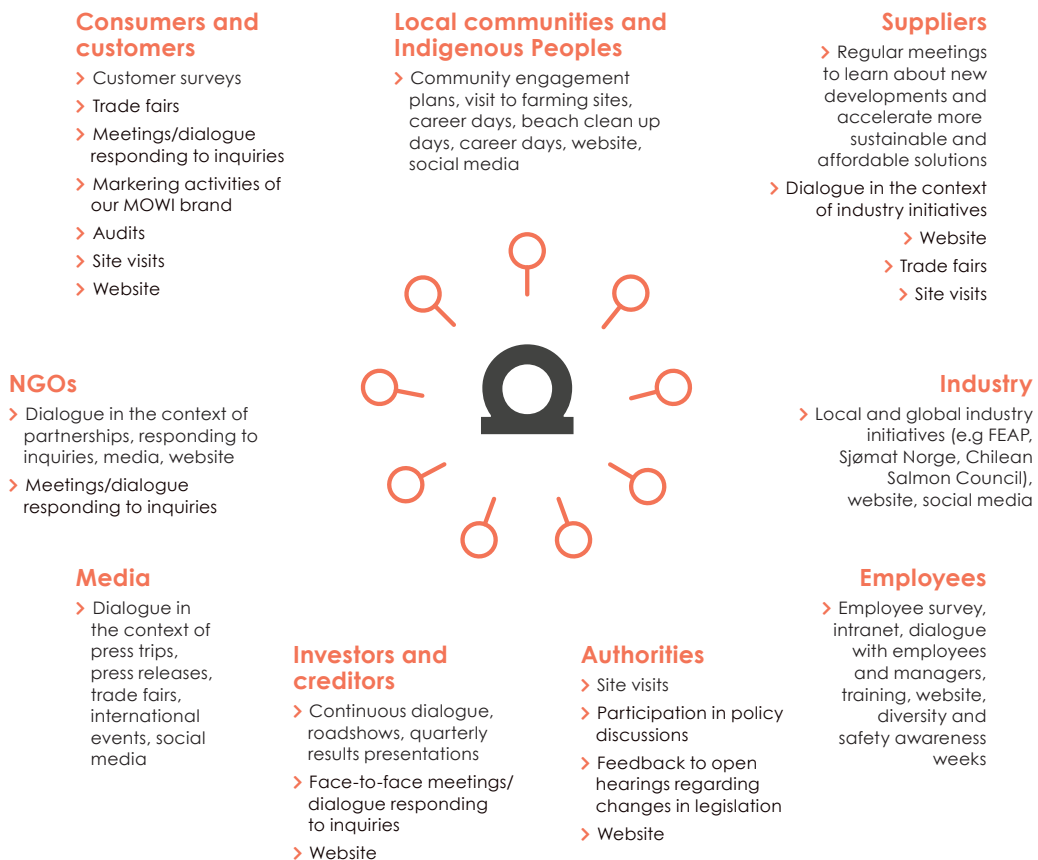 Consumers and
customers
> Customer surveys
> Trade fairs
> Meetings/dialogue
responding to inquiries
> Markering activities of
our MOWI brand
> Audits
> Site visits
> Website
Local communities and
Indigenous Peoples
> Community engagement
plans, visit to farming sites,
career days, beach clean up
days, career days, website,
social media
Suppliers
> Regular meetings
to learn about new
developments and
accelerate more
sustainable and
affordable solutions
> Dialogue in the context
of industry initiatives
> Website
> Trade fairs
> Site visits
NGOs
> Dialogue in the context of
partnerships, responding to
inquiries, media, website
> Meetings/dialogue
responding to inquiries
Industry
> Local and global industry
initiatives (e.g FEAP,
Sjømat Norge, Chilean
Salmon Council),
website, social media
Media
> Dialogue in
the context of
press trips,
press releases,
trade fairs,
international
events, social
media
Investors and
creditors
> Continuous dialogue,
roadshows, quarterly
results presentations
> Face-to-face meetings/
dialogue responding
to inquiries
> Website
Authorities
> Site visits
> Participation in policy
discussions
> Feedback to open
hearings regarding
changes in legislation
> Website
Employees
> Employee survey,
intranet, dialogue
with employees
and managers,
training, website,
diversity and
safety awareness
weeks